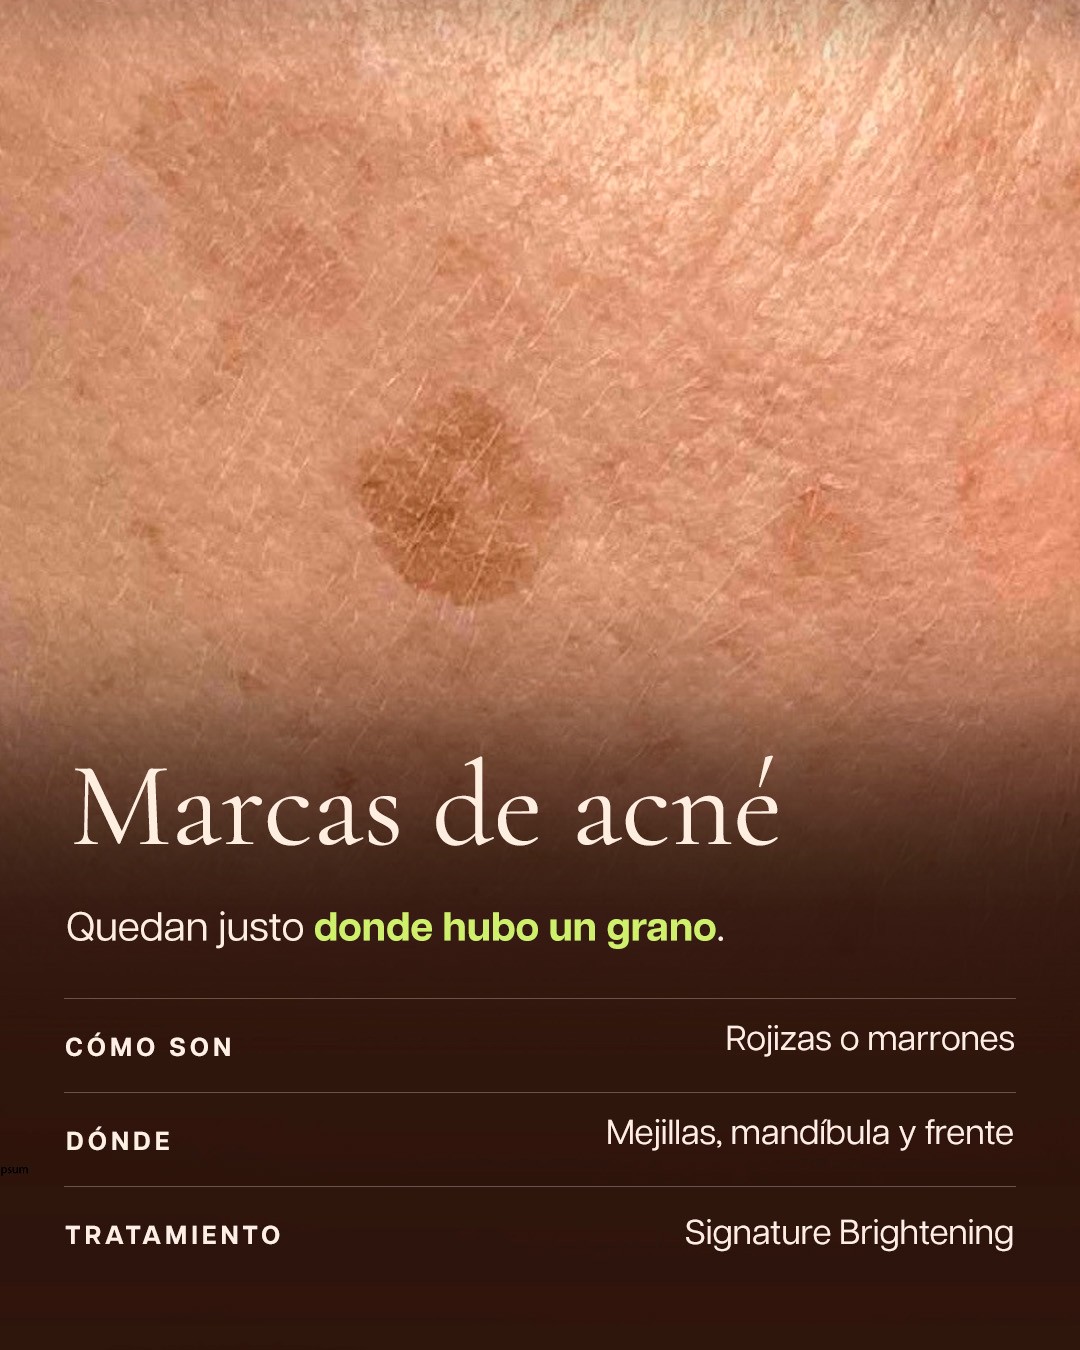 Marcas de acné
Quedan justo donde hubo un grano.
CÓMO SON
Rojizas o marrones
DÓNDE
Mejillas, mandíbula y frente
psum
TRATAMIENTO
Signature Brightening